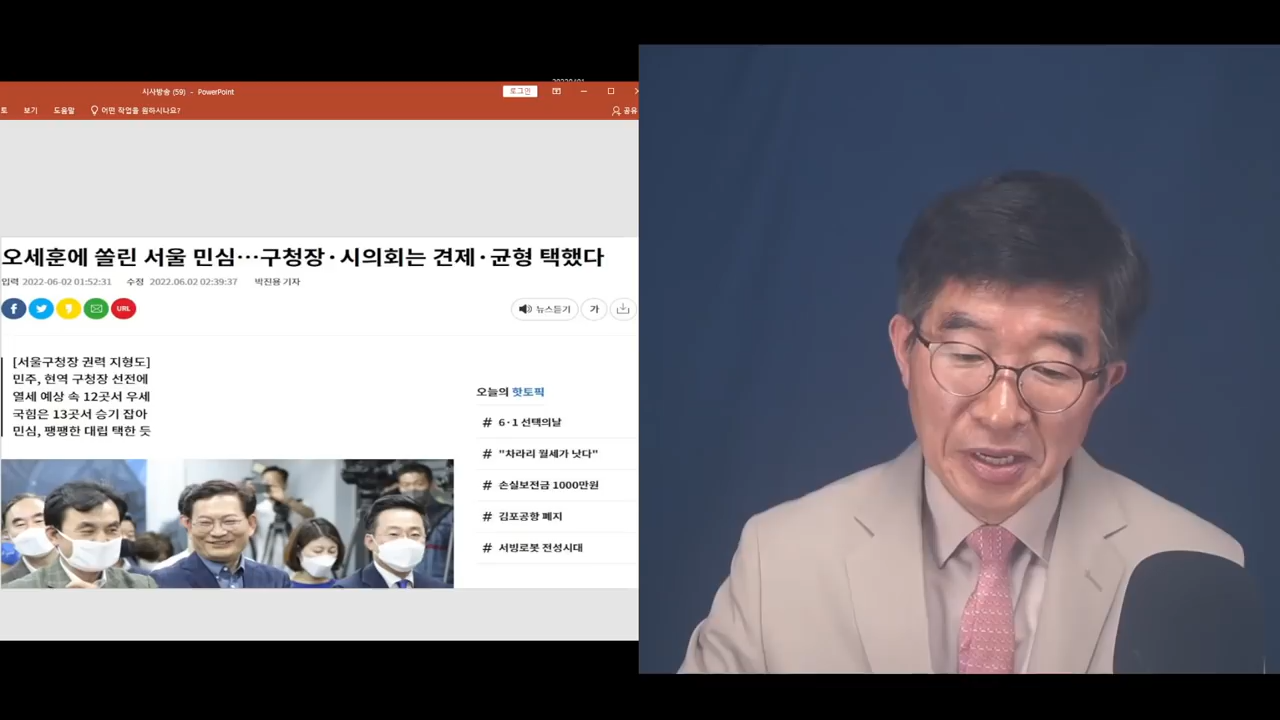 시사방송 (59) - PowerPoint
로그인
토 보기 도움말 어떤 작업을 원하시나요?
공유
오세훈에 쏠린 서울 민심…구청장·시의회는 견제·균형 택했다
입력 2022-06-02 01:52:31 수정 2022.06.02 02:39:37 박진용 기자
URL
뉴스듣기
가
[서울구청장 권력 지형도]
민주, 현역 구청장 선전에
열세 예상 속 12곳서 우세
국힘은 13곳서 승기 잡아
민심, 팽팽한 대립 택한 듯
오늘의 핫토픽
# 6·1 선택의날
# "차라리 월세가 낫다"
# 손실보전금 1000만원
# 김포공항 폐지
# 서빙로봇 전성시대